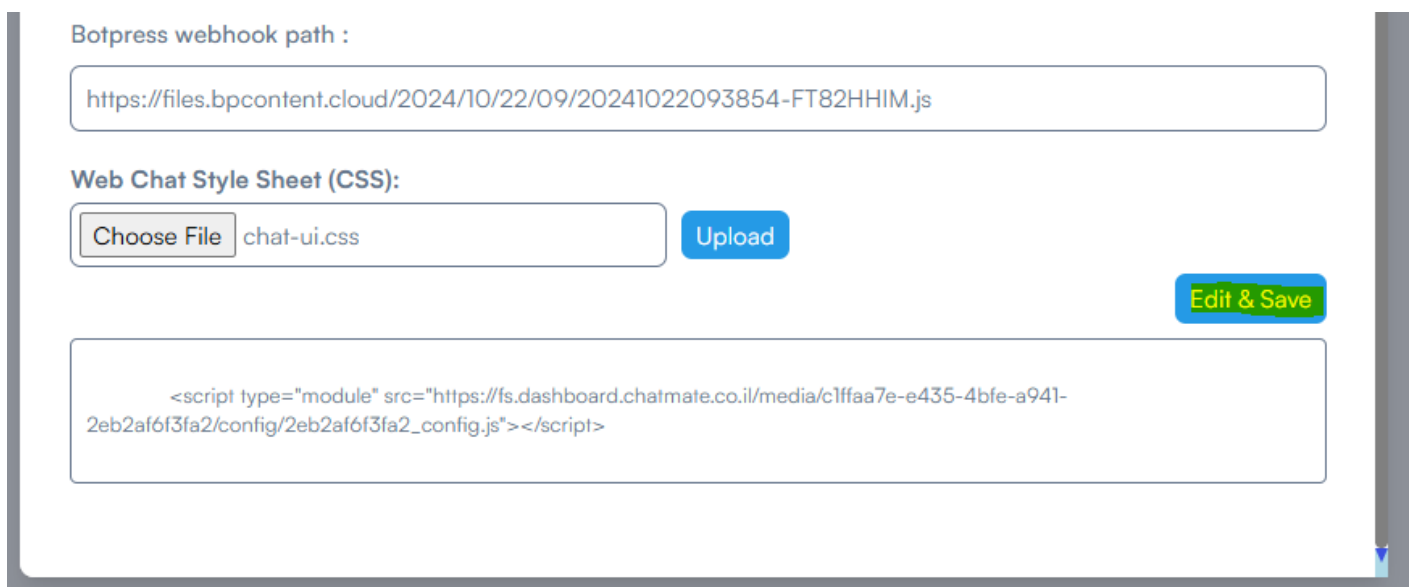 Botpress webhook path :
https://files.bpcontent.cloud/2024/10/22/09/20241022093854-FT82HHIM.js
Web Chat Style Sheet (CSS):
Choose File chat-ui.css Upload
Edit & Save
<script type="module" src="https://fs.dashboard.chatmate.co.il/media/c1ffaa7e-e435-4bfe-a941-
2eb2af6f3fa2/config/2eb2af6f3fa2_config.js"></script>